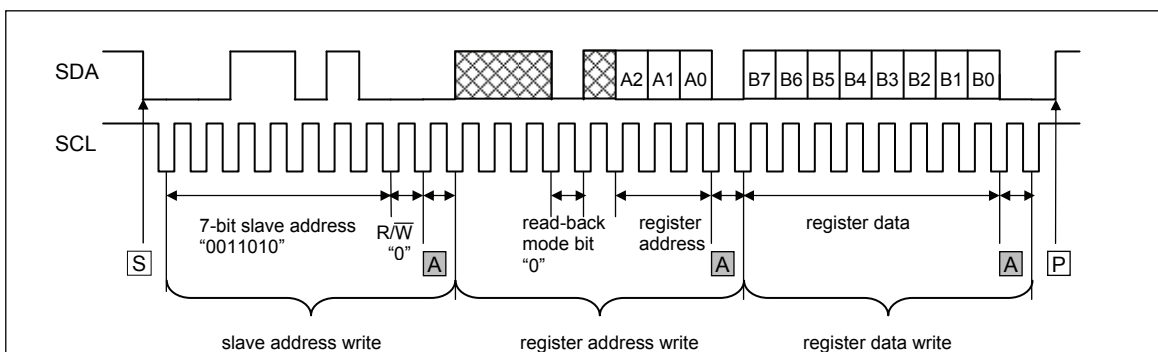 SDA A2 A1 A0 B7 B6 B5 B4 B3 B2 B1 B0
SCL
7-bit slave address
“0011010”
R/W̅
“0”
read-back
mode bit
“0”
register
address
register data
S A A A P
slave address write register address write register data write